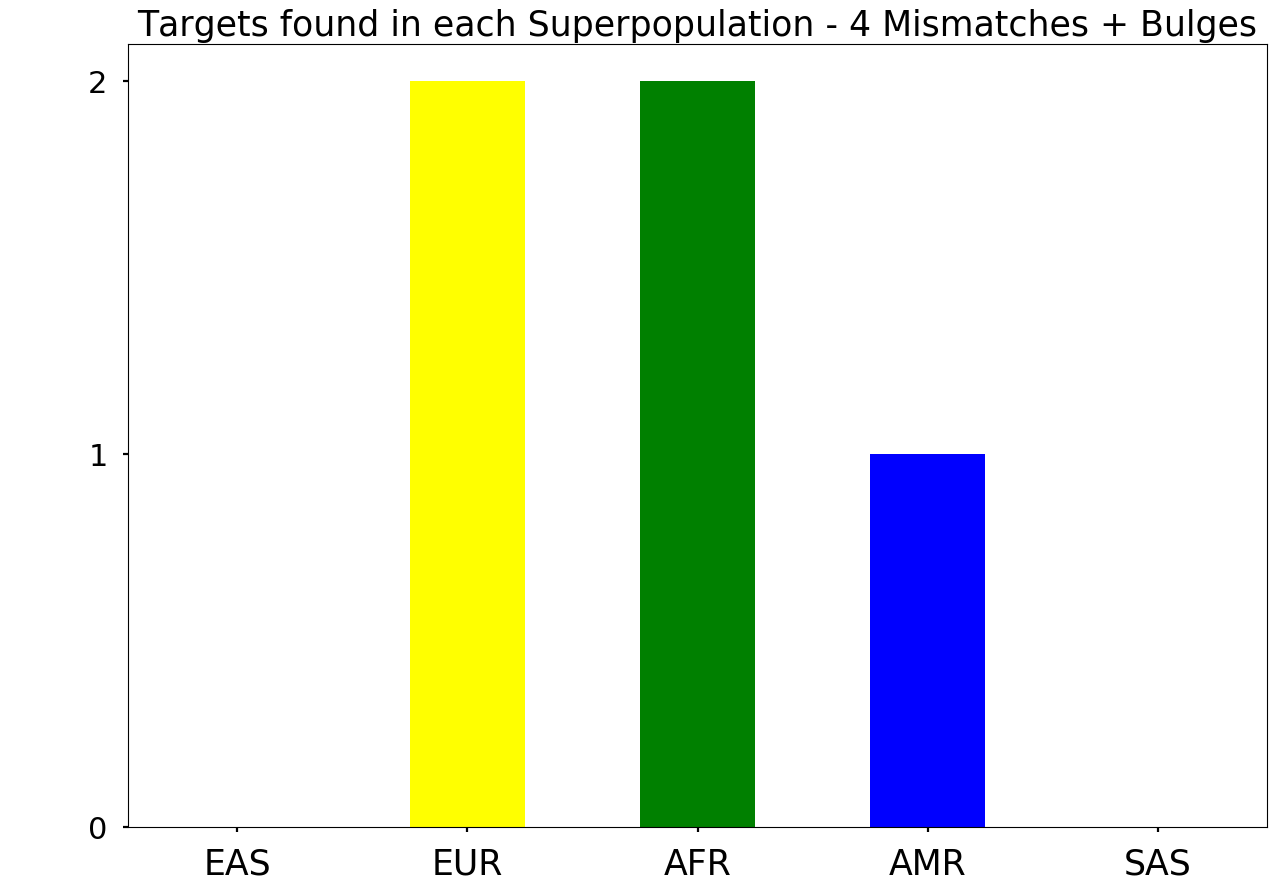 Targets found in each Superpopulation - 4 Mismatches + Bulges
2
1
0
EAS EUR AFR AMR SAS